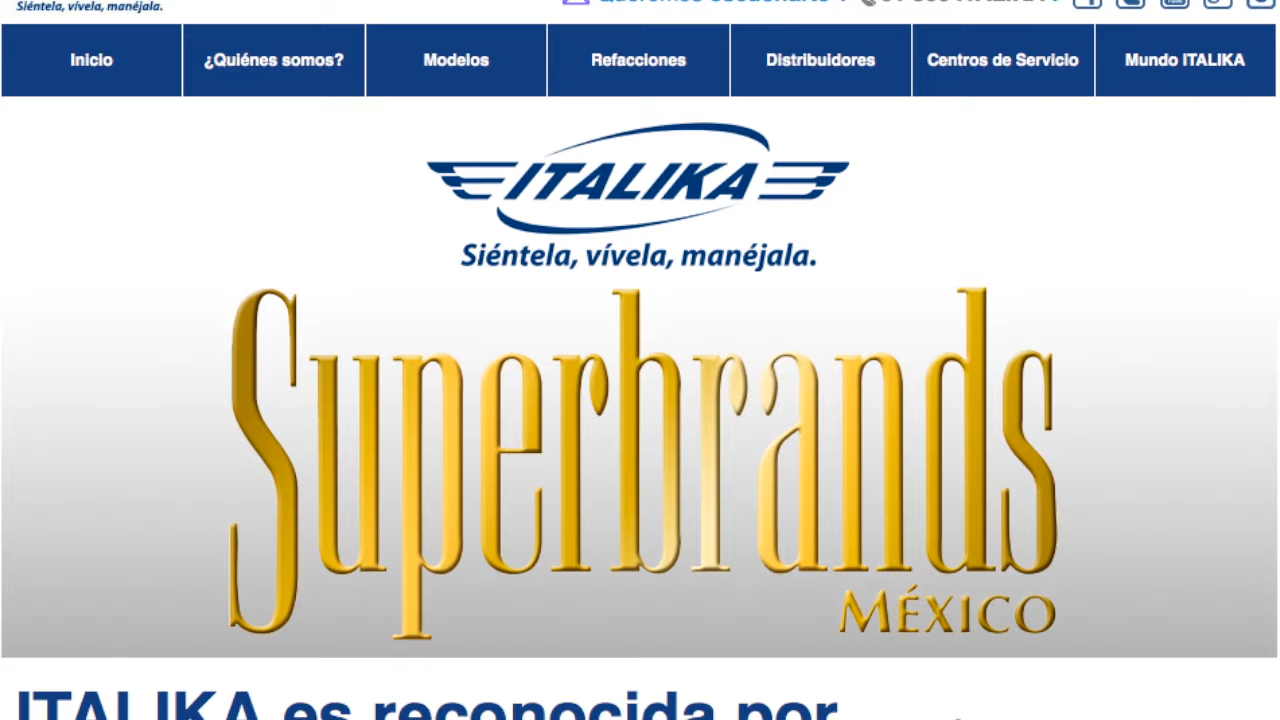 Siéntela, vívela, manéjala.
Inicio
¿Quiénes somos?
Modelos
Refacciones
Distribuidores
Centros de Servicio
Mundo ITALIKA
ITALIKA
Siéntela, vívela, manéjala.
Superbrands
MÉXICO
ITALIKA es reconocida por